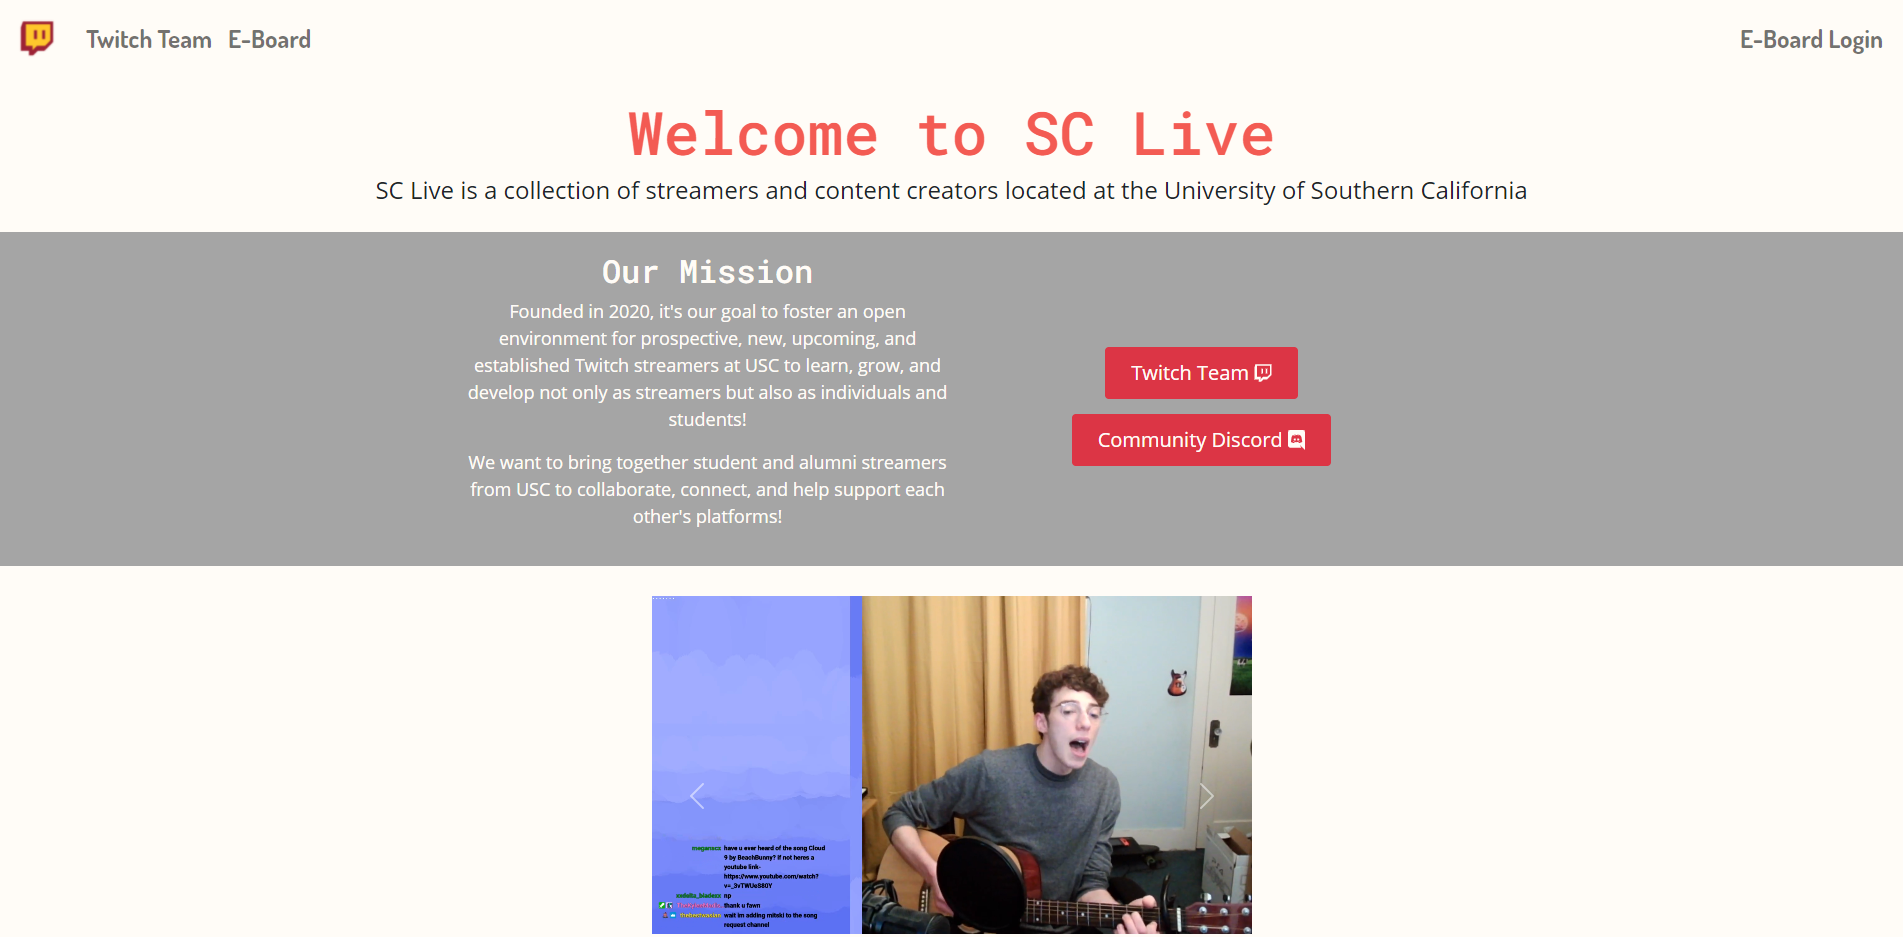 Twitch Team E-Board E-Board Login
Welcome to SC Live
SC Live is a collection of streamers and content creators located at the University of Southern California
Our Mission
Founded in 2020, it's our goal to foster an open
environment for prospective, new, upcoming, and
established Twitch streamers at USC to learn, grow, and
develop not only as streamers but also as individuals and
students!
We want to bring together student and alumni streamers
from USC to collaborate, connect, and help support each
other's platforms!
Twitch Team
Community Discord
meganscx have u ever heard of the song Cloud
9 by BeachBunny? if not heres a
youtube link-
https://www.youtube.com/watch?
np
thank u fawn
thebestwasian wait im adding mitski to the song
request channel